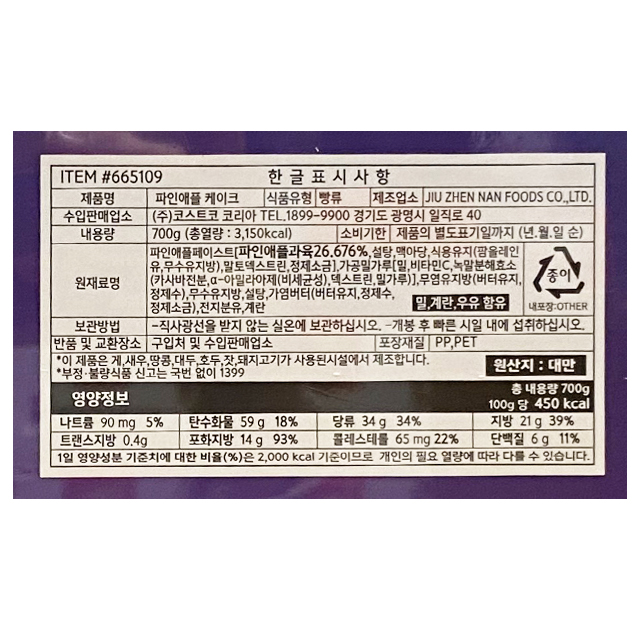 ITEM #665109 한글표시사항
제품명 파인애플 케이크 식품유형 빵류 제조업소 JIU ZHEN NAN FOODS CO.,LTD.
수입판매업소 (주)코스트코 코리아 TEL.1899-9900 경기도 광명시 일직로 40
내용량 700g (총열량 : 3,150kcal) 소비기한 제품의 별도표기일까지 (년.월.일 순)
원재료명 파인애플페이스트[파인애플과육26.676%,설탕,맥아당,식용유지(팜올레인
유,무수유지방),말토덱스트린,정제소금],가공밀가루[밀,비타민C,녹말분해효소
(카사바전분,α-아밀라아제(비세균성),덱스트린,밀가루)],무염유지방(버터유지,
정제수),무수유지방,설탕,가염버터(버터유지,정제수,
정제소금),전지분유,계란
밀,계란,우유 함유
종이
내포장:OTHER
보관방법 -직사광선을 받지 않는 실온에 보관하십시오. -개봉 후 빠른 시일 내에 섭취하십시오.
반품 및 교환장소 구입처 및 수입판매업소 포장재질 PP,PET
*이 제품은 게,새우,땅콩,대두,호두,잣,돼지고기가 사용된시설에서 제조합니다.
*부정·불량식품 신고는 국번 없이 1399
원산지 : 대만
영양정보
총 내용량 700g
100g 당 450 kcal
나트륨 90 mg 5% 탄수화물 59 g 18% 당류 34 g 34% 지방 21 g 39%
트랜스지방 0.4g 포화지방 14 g 93% 콜레스테롤 65 mg 22% 단백질 6 g 11%
1일 영양성분 기준치에 대한 비율(%)은 2,000 kcal 기준이므로 개인의 필요 열량에 따라 다를 수 있습니다.